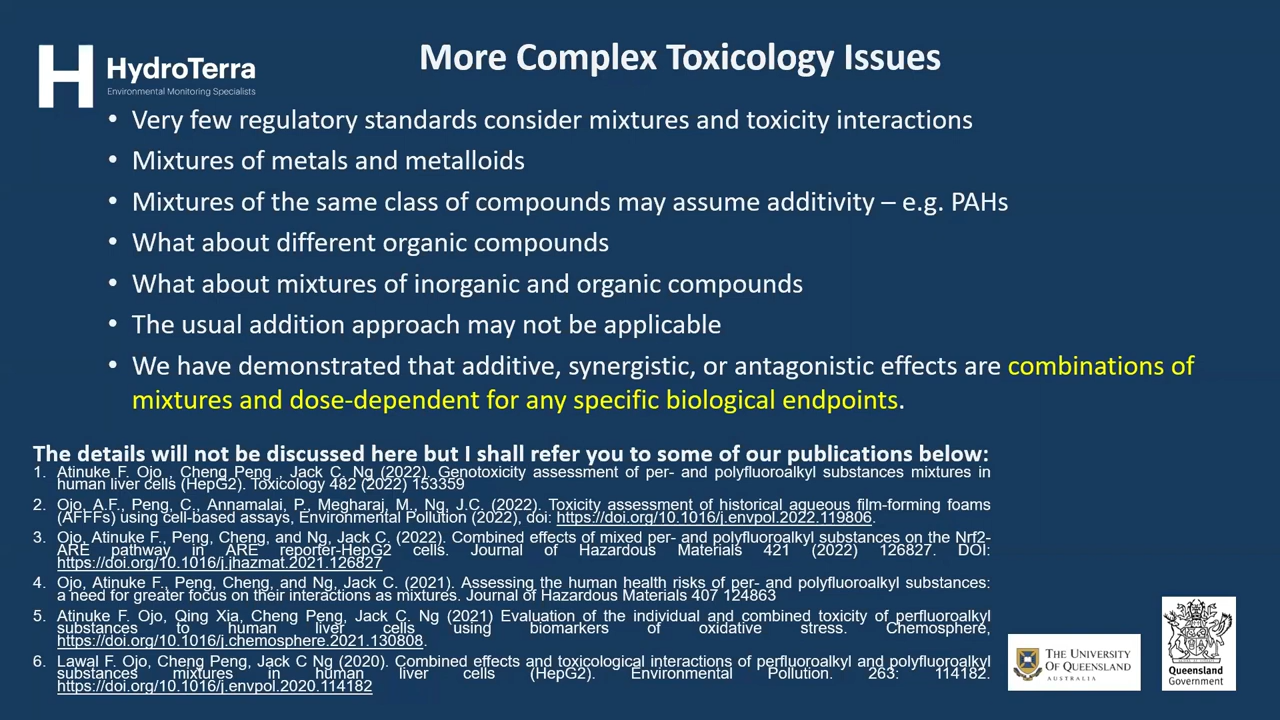 HydroTerra
Environmental Monitoring Specialists
More Complex Toxicology Issues
• Very few regulatory standards consider mixtures and toxicity interactions
• Mixtures of metals and metalloids
• Mixtures of the same class of compounds may assume additivity – e.g. PAHs
• What about different organic compounds
• What about mixtures of inorganic and organic compounds
• The usual addition approach may not be applicable
• We have demonstrated that additive, synergistic, or antagonistic effects are combinations of
mixtures and dose-dependent for any specific biological endpoints.
The details will not be discussed here but I shall refer you to some of our publications below:
1. Atinuke F. Ojo , Cheng Peng , Jack C. Ng (2022). Genotoxicity assessment of per- and polyfluoroalkyl substances mixtures in
human liver cells (HepG2). Toxicology 482 (2022) 153359
2. Ojo, A.F., Peng, C., Annamalai, P., Megharaj, M., Ng, J.C. (2022). Toxicity assessment of historical aqueous film-forming foams
(AFFFs) using cell-based assays, Environmental Pollution (2022), doi: https://doi.org/10.1016/j.envpol.2022.119806.
3. Ojo, Atinuke F., Peng, Cheng, and Ng, Jack C. (2022). Combined effects of mixed per- and polyfluoroalkyl substances on the Nrf2-
ARE pathway in ARE reporter-HepG2 cells. Journal of Hazardous Materials 421 (2022) 126827. DOI:
https://doi.org/10.1016/j.jhazmat.2021.126827
4. Ojo, Atinuke F., Peng, Cheng, and Ng, Jack C. (2021). Assessing the human health risks of per- and polyfluoroalkyl substances:
a need for greater focus on their interactions as mixtures. Journal of Hazardous Materials 407 124863
5. Atinuke F. Ojo, Qing Xia, Cheng Peng, Jack C. Ng (2021) Evaluation of the individual and combined toxicity of perfluoroalkyl
substances to human liver cells using biomarkers of oxidative stress. Chemosphere,
https://doi.org/10.1016/j.chemosphere.2021.130808.
6. Lawal F. Ojo, Cheng Peng, Jack C Ng (2020). Combined effects and toxicological interactions of perfluoroalkyl and polyfluoroalkyl
substances mixtures in human liver cells (HepG2). Environmental Pollution. 263: 114182.
https://doi.org/10.1016/j.envpol.2020.114182
THE UNIVERSITY
OF QUEENSLAND
AUSTRALIA
Queensland
Government